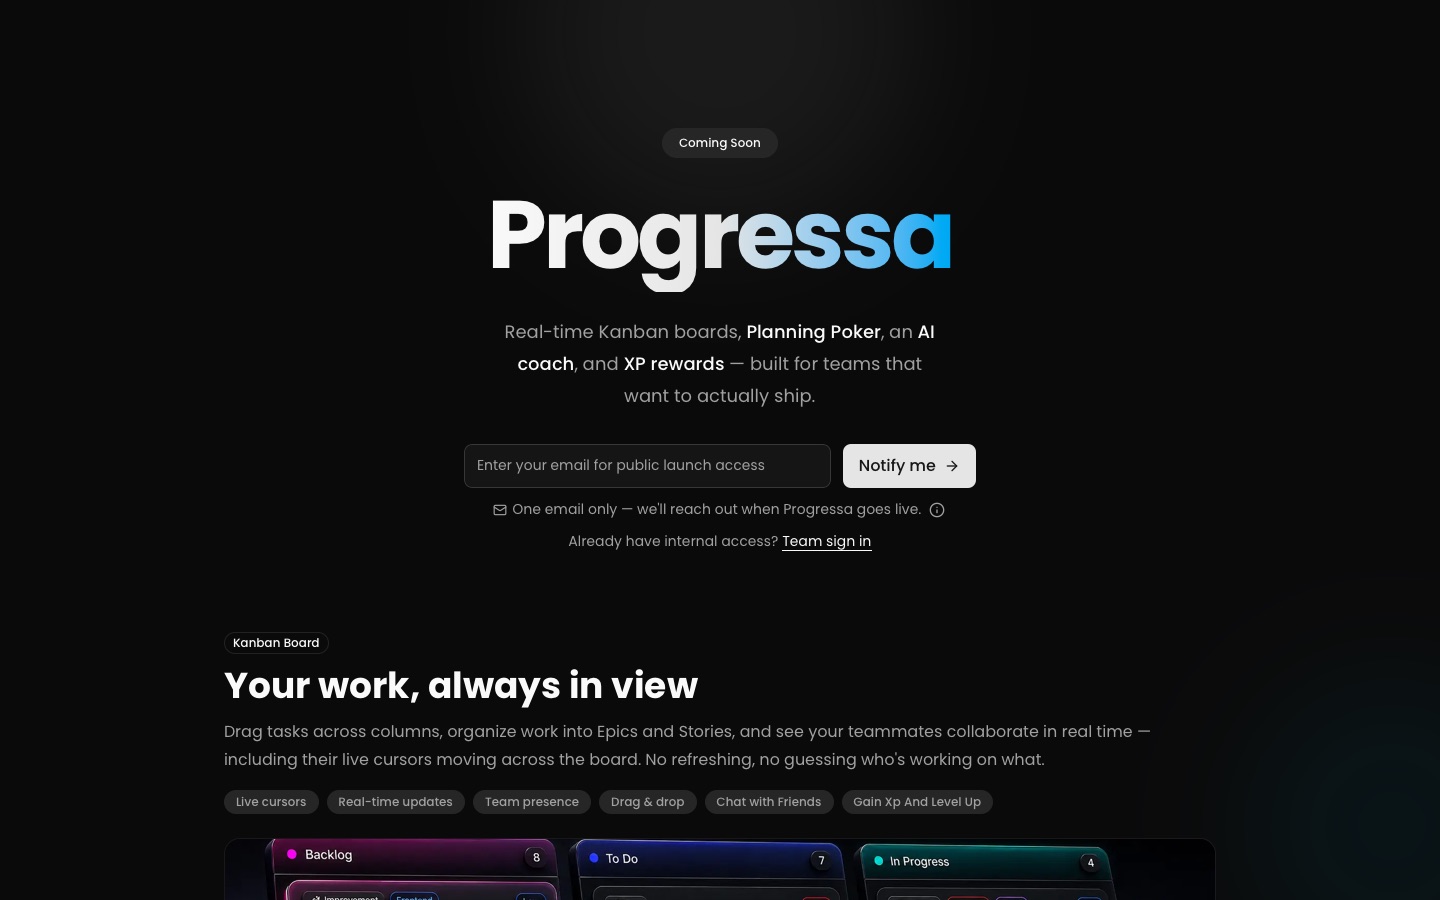 Coming Soon
Progressa
Real-time Kanban boards, Planning Poker, an AI
coach, and XP rewards — built for teams that
want to actually ship.
Enter your email for public launch access
Notify me →
One email only — we'll reach out when Progressa goes live.
Already have internal access? Team sign in
Kanban Board
Your work, always in view
Drag tasks across columns, organize work into Epics and Stories, and see your teammates collaborate in real time —
including their live cursors moving across the board. No refreshing, no guessing who's working on what.
Live cursors Real-time updates Team presence Drag & drop Chat with Friends Gain Xp And Level Up
Backlog 8 To Do 7 In Progress 4
Improvement Frontend